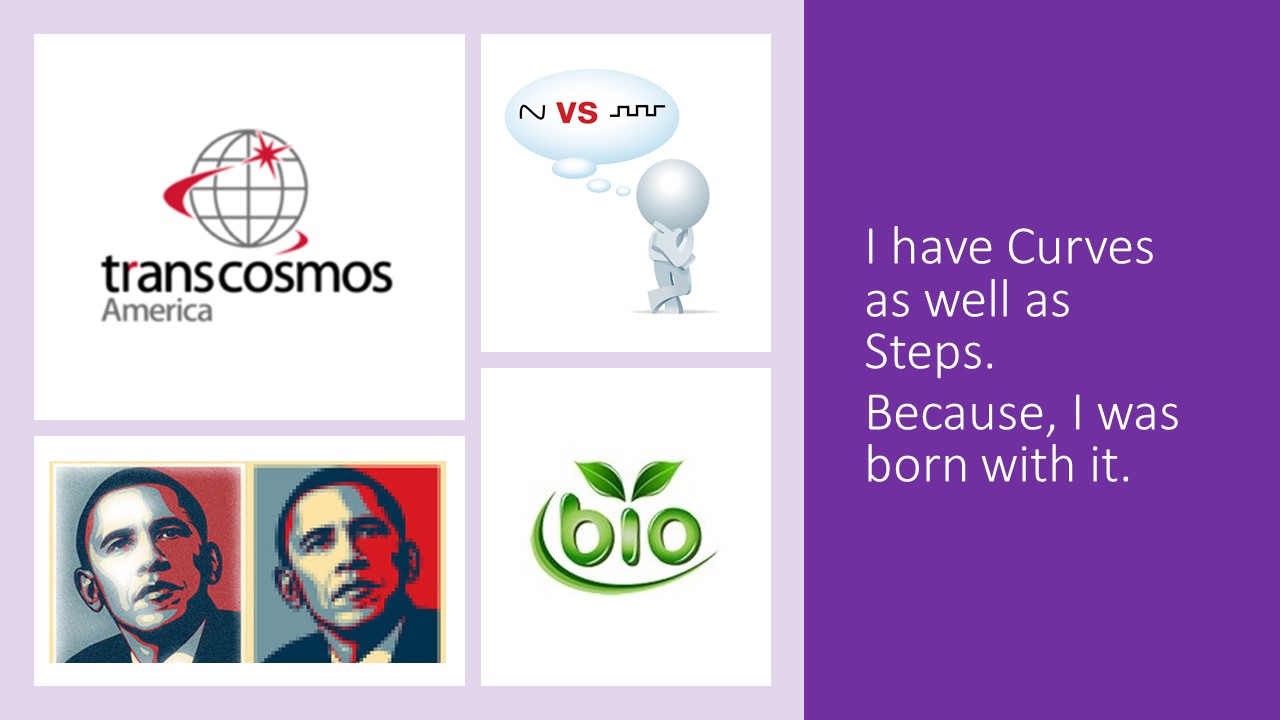 transcosmos
America
VS
bio
I have Curves
as well as
Steps.
Because, I was
born with it.